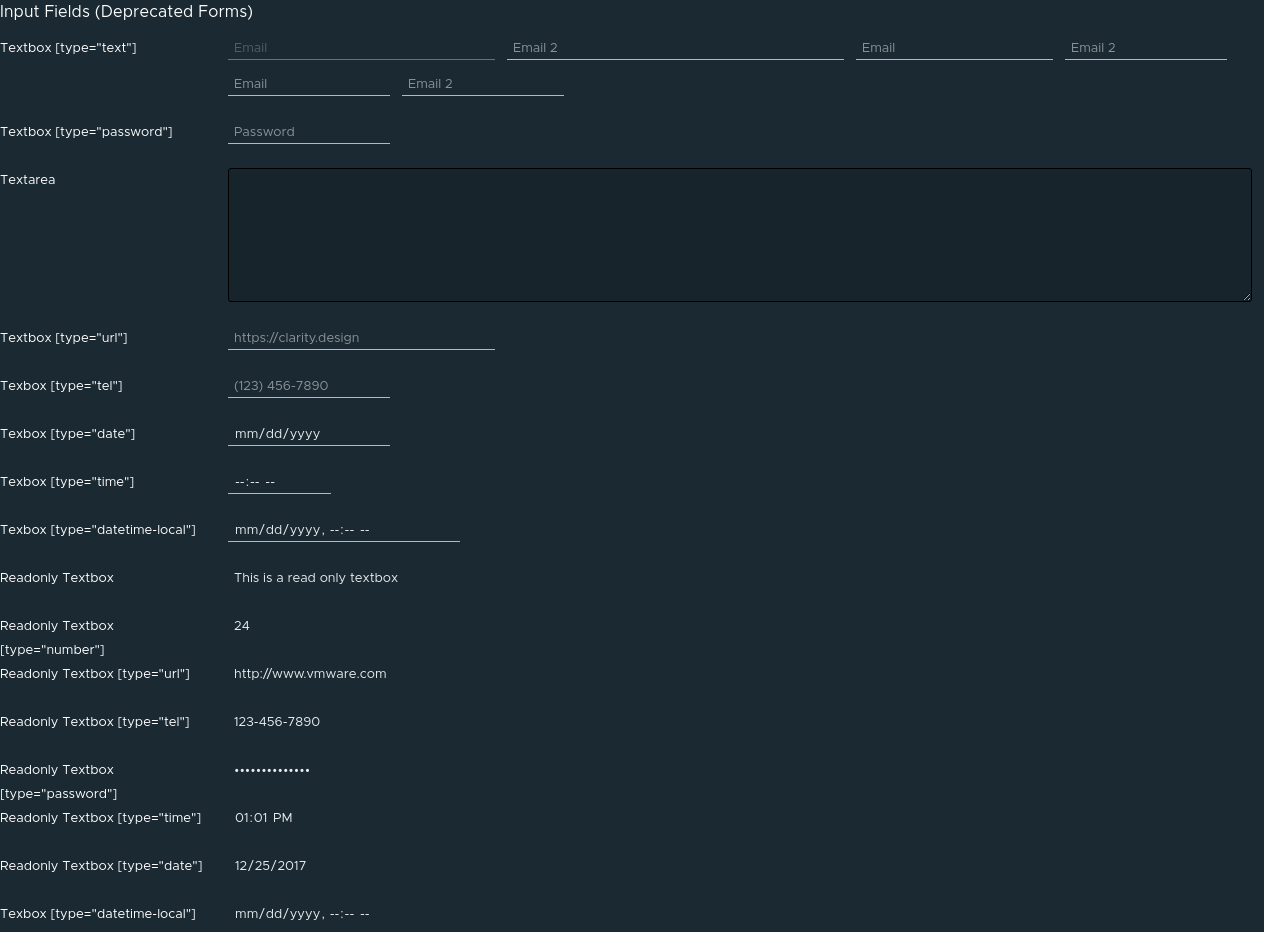 Input Fields (Deprecated Forms)
Textbox [type="text"] Email Email 2 Email Email 2
Email Email 2
Textbox [type="password"] Password
Textarea
Textbox [type="url"] https://clarity.design
Texbox [type="tel"] (123) 456-7890
Texbox [type="date"] mm/dd/yyyy
Texbox [type="time"] --:-- --
Texbox [type="datetime-local"] mm/dd/yyyy, --:-- --
Readonly Textbox This is a read only textbox
Readonly Textbox 24
[type="number"]
Readonly Textbox [type="url"] http://www.vmware.com
Readonly Textbox [type="tel"] 123-456-7890
Readonly Textbox ••••••••••••••
[type="password"]
Readonly Textbox [type="time"] 01:01 PM
Readonly Textbox [type="date"] 12/25/2017
Texbox [type="datetime-local"] mm/dd/yyyy, --:-- --